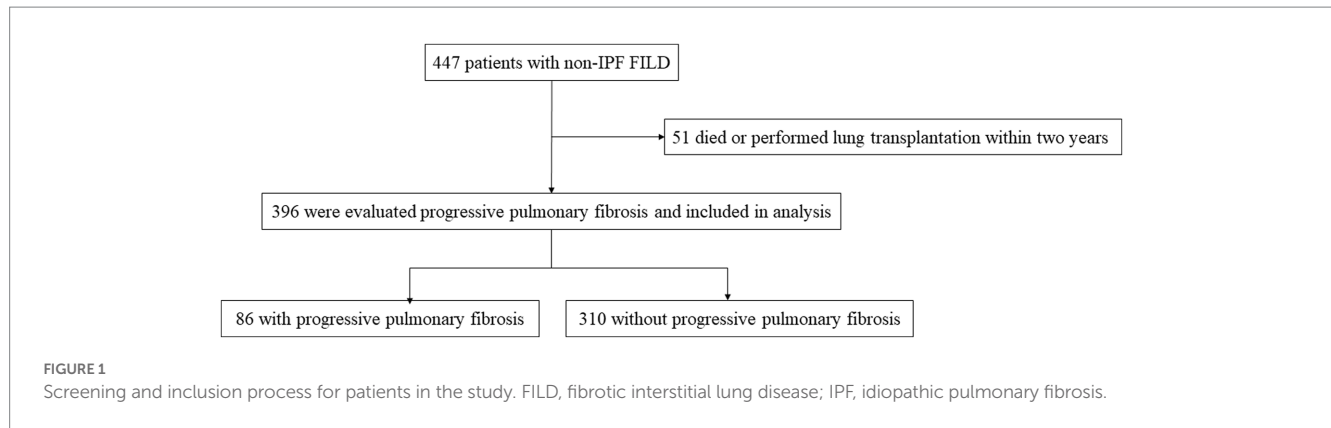 447 patients with non-IPF FILD
51 died or performed lung transplantation within two years
396 were evaluated progressive pulmonary fibrosis and included in analysis
86 with progressive pulmonary fibrosis
310 without progressive pulmonary fibrosis
FIGURE 1
Screening and inclusion process for patients in the study. FILD, fibrotic interstitial lung disease; IPF, idiopathic pulmonary fibrosis.